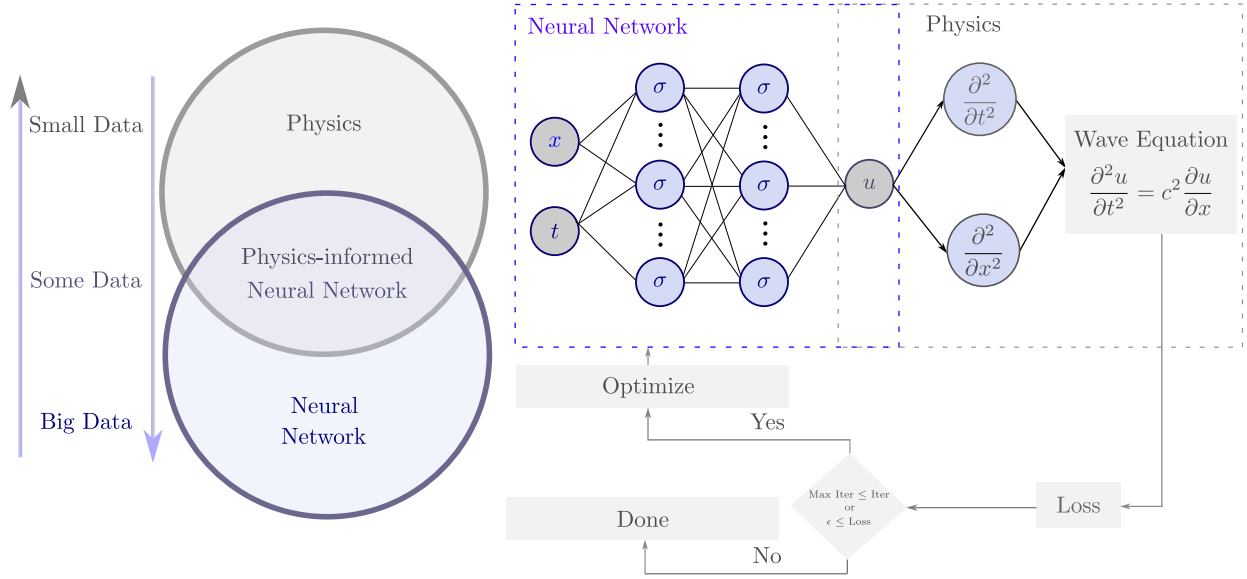 Small Data
Some Data
Big Data
Physics
Physics-informed
Neural Network
Neural
Network
Neural Network
Physics
x
t
σ
σ
σ
σ
σ
σ
u
∂²
∂t²
∂²
∂x²
Wave Equation
∂²u/∂t² = c² ∂u/∂x
Optimize
Yes
Max Iter ≤ Iter
or
ϵ ≤ Loss
Loss
Done
No